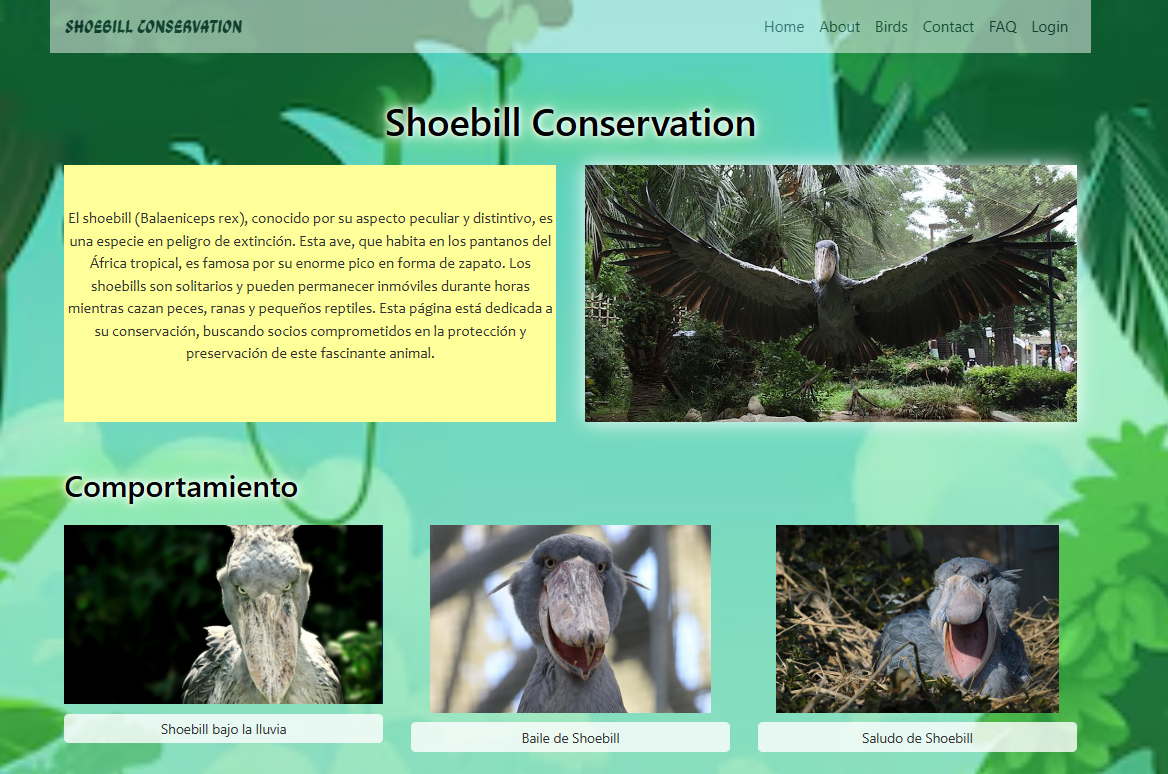 SHOEBILL CONSERVATION
Home About Birds Contact FAQ Login
Shoebill Conservation
El shoebill (Balaeniceps rex), conocido por su aspecto peculiar y distintivo, es
una especie en peligro de extinción. Esta ave, que habita en los pantanos del
África tropical, es famosa por su enorme pico en forma de zapato. Los
shoebills son solitarios y pueden permanecer inmóviles durante horas
mientras cazan peces, ranas y pequeños reptiles. Esta página está dedicada a
su conservación, buscando socios comprometidos en la protección y
preservación de este fascinante animal.
Comportamiento
Shoebill bajo la lluvia
Baile de Shoebill
Saludo de Shoebill